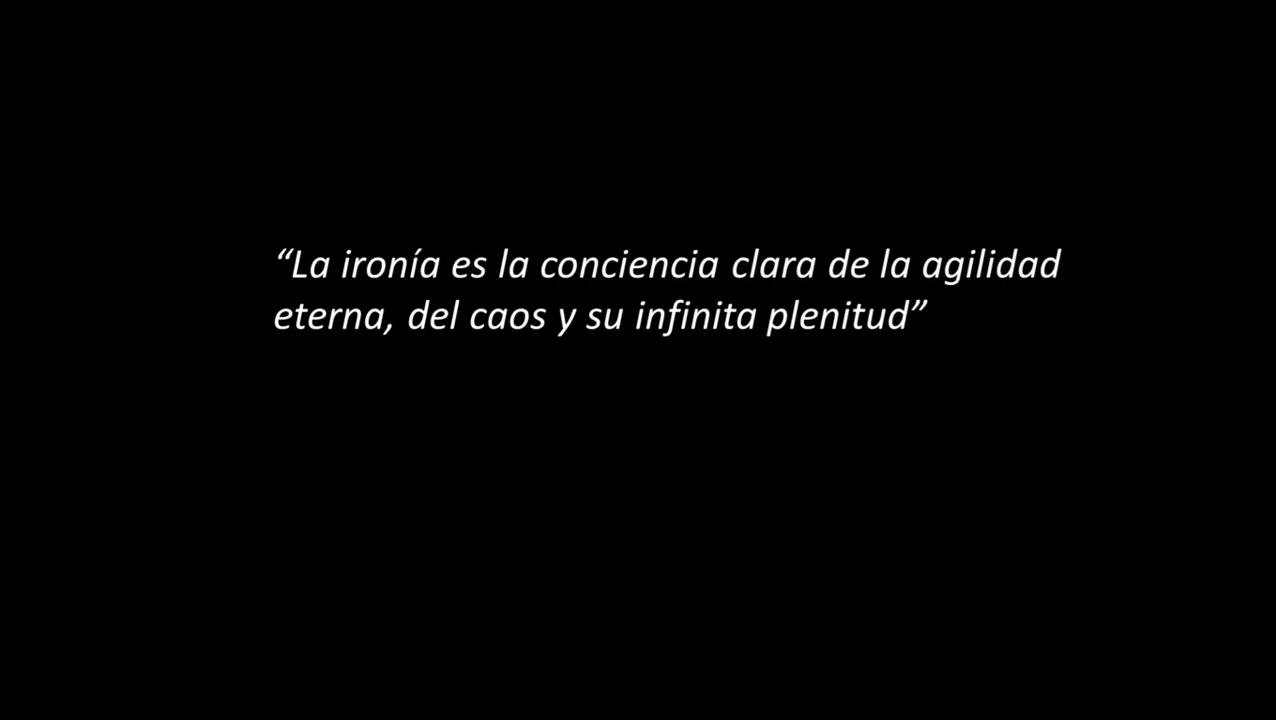 “La ironía es la conciencia clara de la agilidad
eterna, del caos y su infinita plenitud”